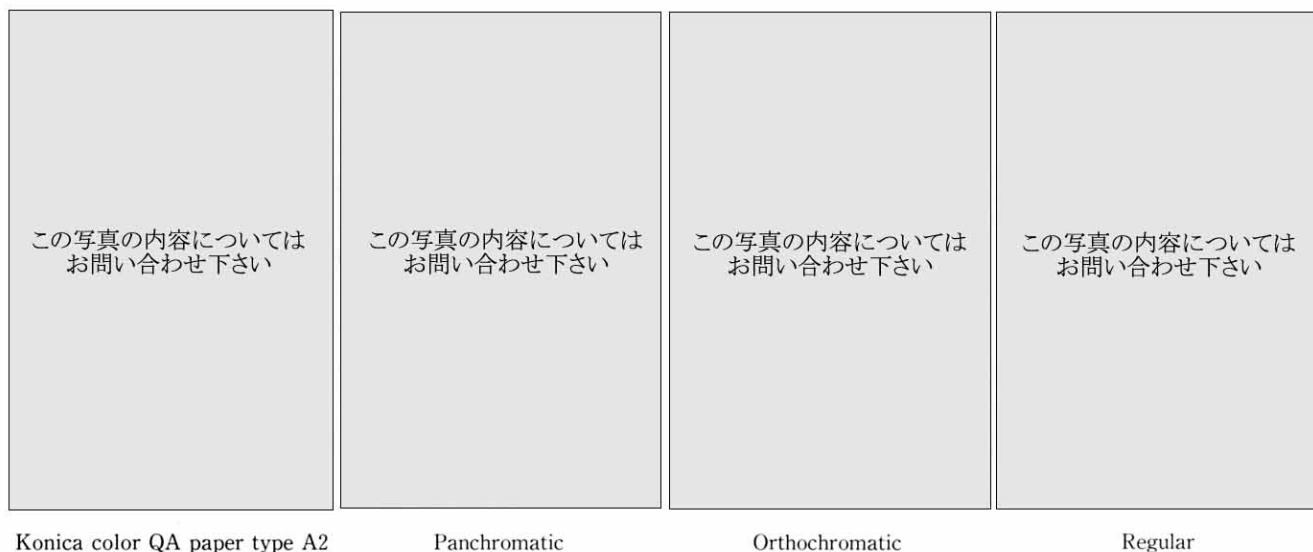 この写真の内容については
お問い合わせ下さい
この写真の内容については
お問い合わせ下さい
この写真の内容については
お問い合わせ下さい
この写真の内容については
お問い合わせ下さい
Konica color QA paper type A2
Panchromatic
Orthochromatic
Regular